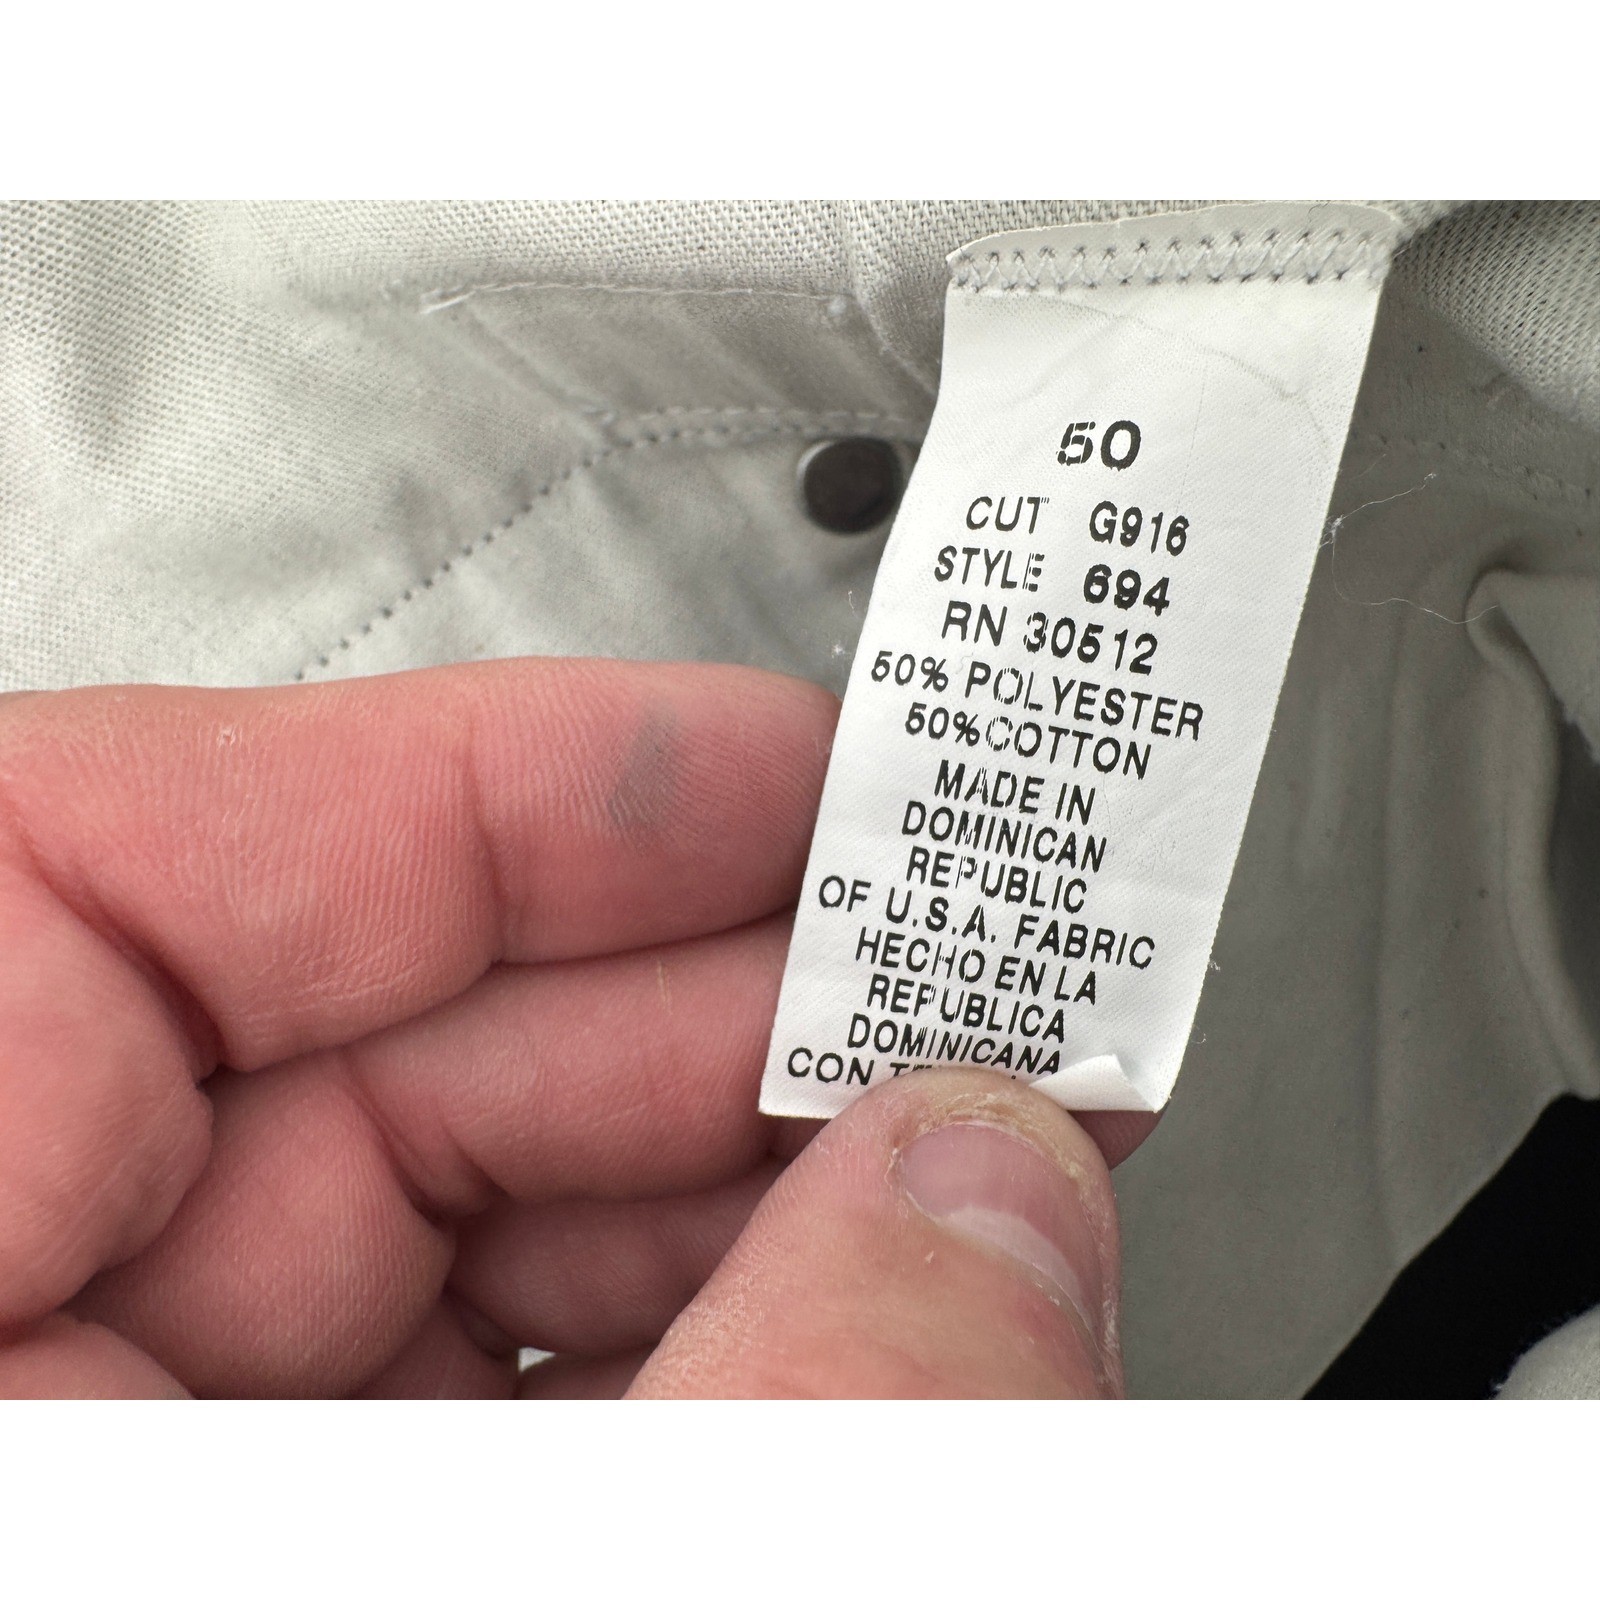 50
CUT G916
STYLE 694
RN 30512
50% POLYESTER
50%COTTON
MADE IN
DOMINICAN
REPUBLIC
OF U.S.A. FABRIC
HECHO EN LA
REPUBLICA
DOMINICANA
CON